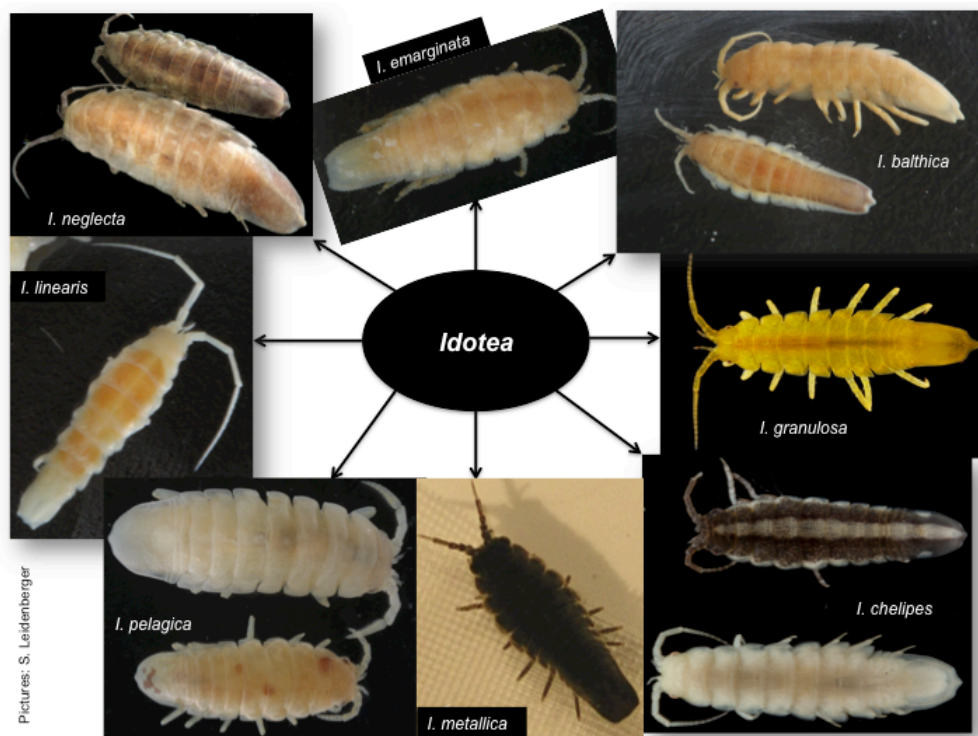 I. emarginata
I. neglecta
I. balthica
I. linearis
Idotea
I. granulosa
I. pelagica
I. chelipes
I. metallica
Pictures: S. Leidenberger